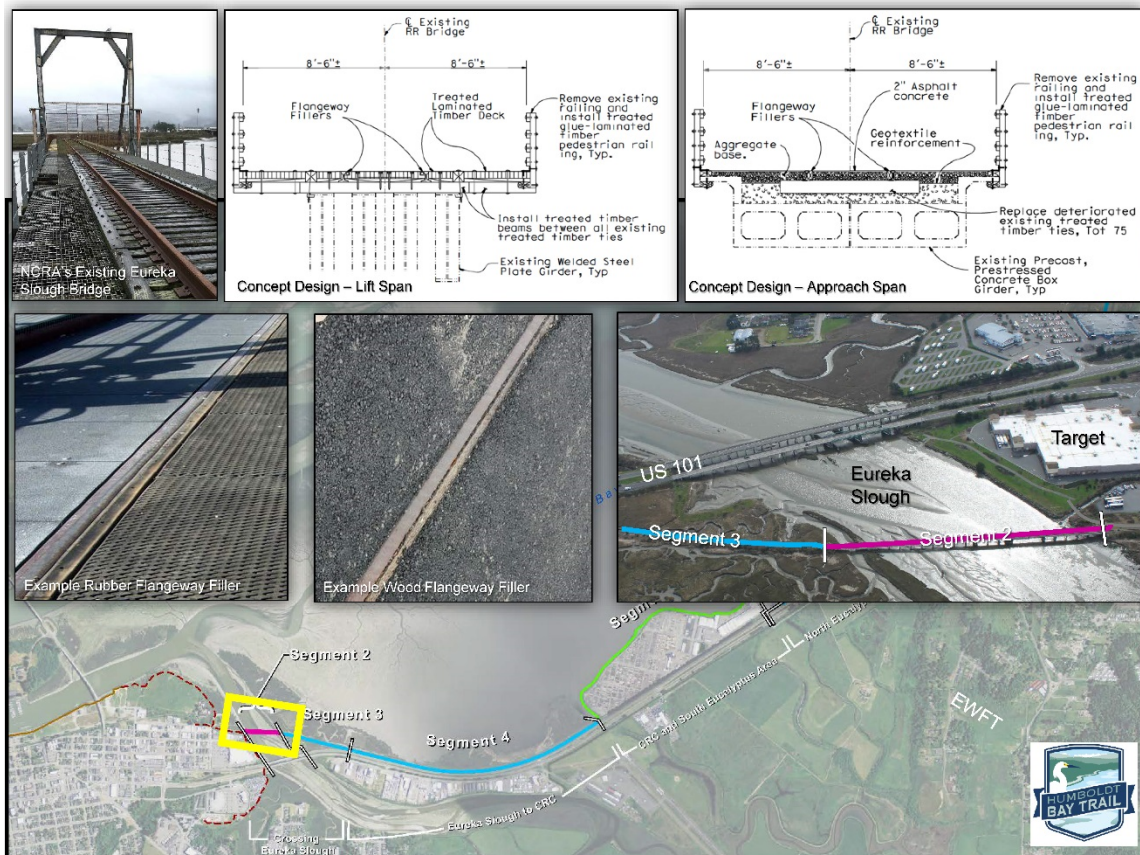 NCRA's Existing Eureka
Slough Bridge
℄ Existing
RR Bridge
8'-6"±
8'-6"±
Flangeway
Fillers
Treated
Laminated
Timber Deck
Remove existing
railing and
install treated
glue-laminated
timber
pedestrian rail
ing, Typ.
Install treated timber
beams between all existing
treated timber ties
Existing Welded Steel
Plate Girder, Typ
Concept Design – Lift Span
℄ Existing
RR Bridge
8'-6"±
8'-6"±
Flangeway
Fillers
2" Asphalt
concrete
Geotextile
reinforcement
Aggregate
base.
Remove existing
railing and
install treated
glue-laminated
timber
pedestrian rail
ing, Typ.
Replace deteriorated
existing treated
timber ties, Tot 75
Existing Precast,
Prestressed
Concrete Box
Girder, Typ
Concept Design – Approach Span
Example Rubber Flangeway Filler
Example Wood Flangeway Filler
US 101
Target
Eureka
Slough
Segment 3
Segment 2
Segment 2
Segment 3
Segment 4
CRC and South Eucalyptus Area
North Eucalyptus
Eureka Slough to CRC
Crossing
Eureka Slough
EWFT
HUMBOLDT
BAY TRAIL